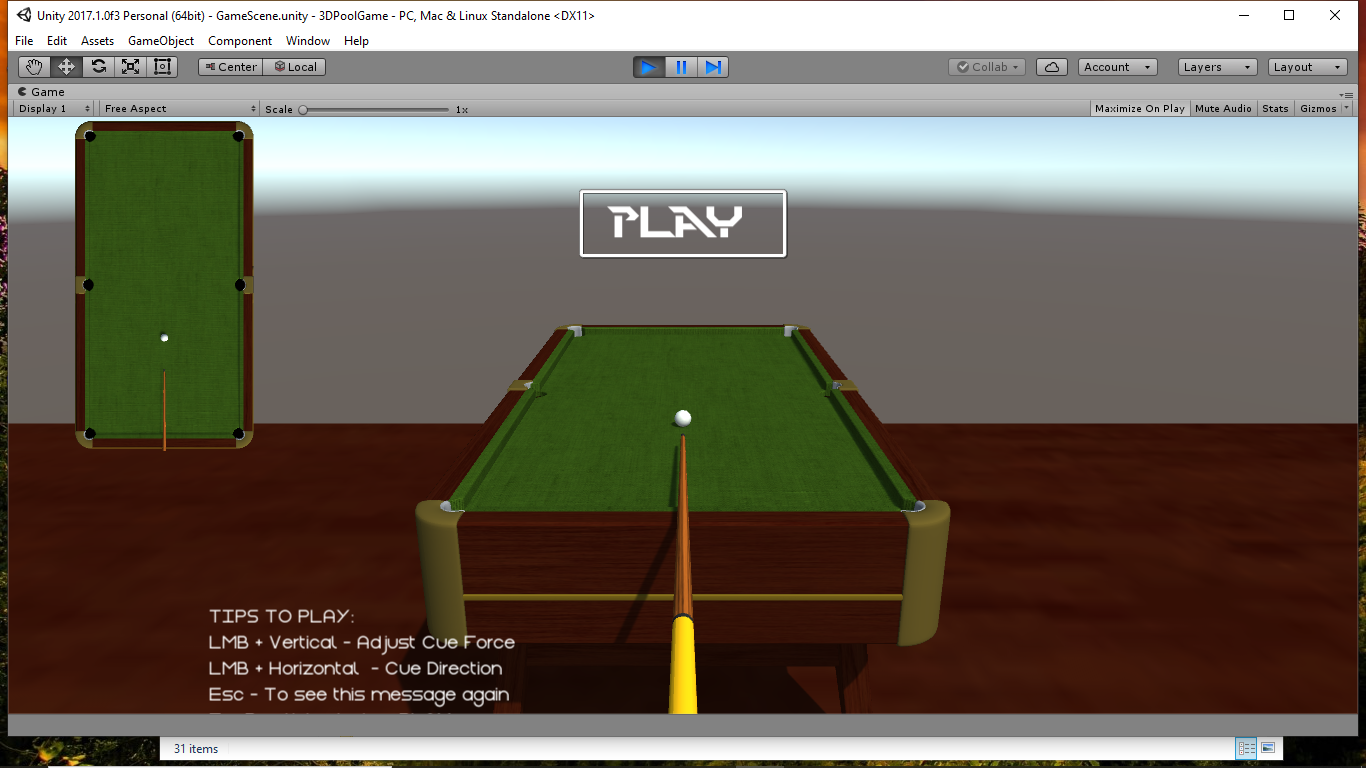 Unity 2017.1.0f3 Personal (64bit) - GameScene.unity - 3DPoolGame - PC, Mac & Linux Standalone <DX11>
File Edit Assets GameObject Component Window Help
Center Local Collab Account Layers Layout
Game
Display 1 Free Aspect Scale 1x Maximize On Play Mute Audio Stats Gizmos
PLAY
TIPS TO PLAY:
LMB + Vertical - Adjust Cue Force
LMB + Horizontal - Cue Direction
Esc - To see this message again
31 items